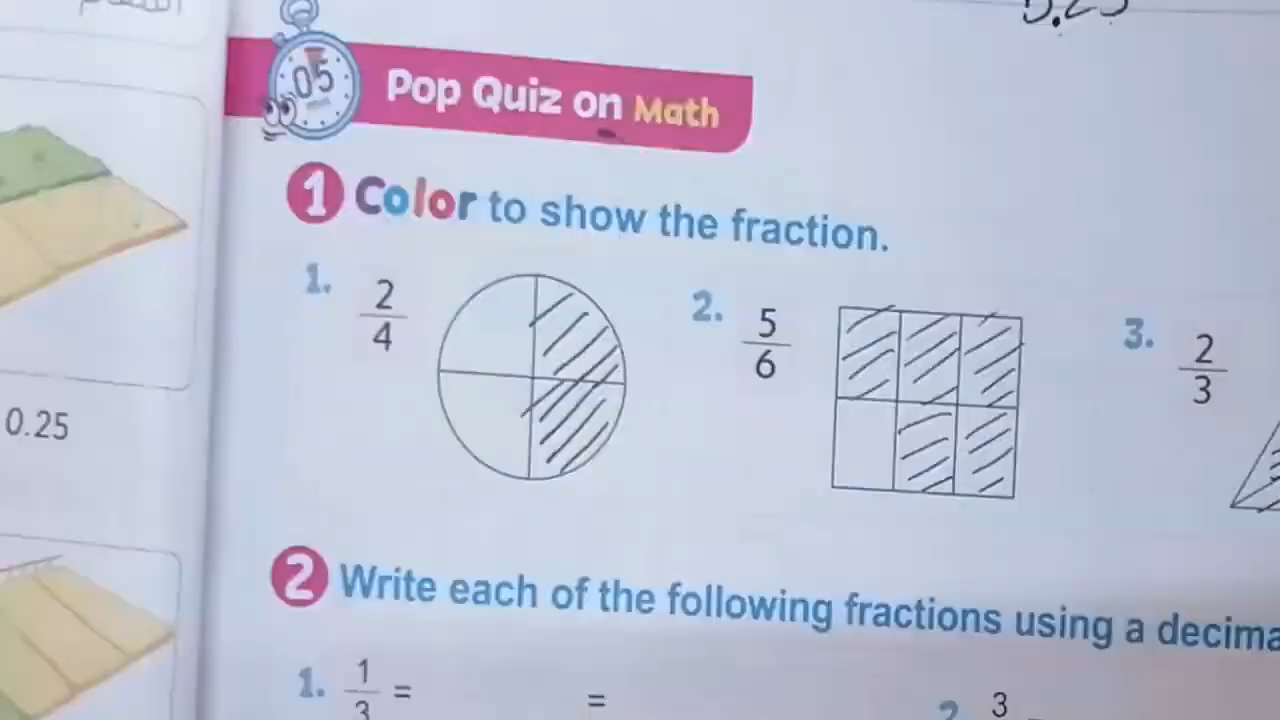 05
Pop Quiz on Math
1 Color to show the fraction.
1. 2/4
2. 5/6
3. 2/3
0.25
2 Write each of the following fractions using a
1. 1/3 = =